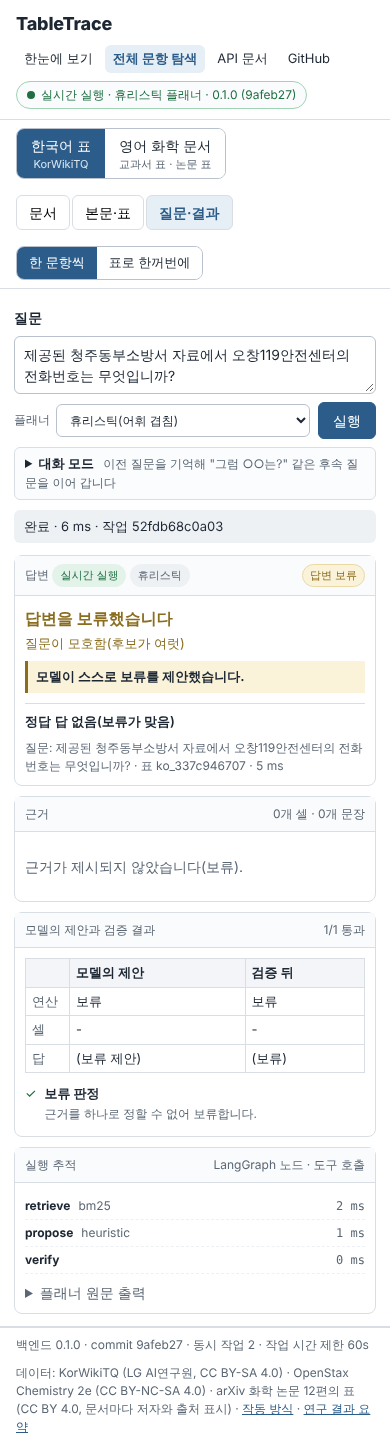 TableTrace
한눈에 보기 전체 문항 탐색 API 문서 GitHub
실시간 실행 · 휴리스틱 플래너 · 0.1.0 (9afeb27)
한국어 표 영어 화학 문서
KorWikiTQ 교과서 표 · 논문 표
문서 본문·표 질문·결과
한 문항씩 표로 한꺼번에
질문
제공된 청주동부소방서 자료에서 오창119안전센터의
전화번호는 무엇입니까?
플래너 휴리스틱(어휘 겹침) 실행
▶ 대화 모드 이전 질문을 기억해 "그럼 ○○는?" 같은 후속 질
문을 이어 갑니다
완료 · 6 ms · 작업 52fdb68c0a03
답변 실시간 실행 휴리스틱 답변 보류
답변을 보류했습니다
질문이 모호함(후보가 여럿)
모델이 스스로 보류를 제안했습니다.
정답 답 없음(보류가 맞음)
질문: 제공된 청주동부소방서 자료에서 오창119안전센터의 전화
번호는 무엇입니까? · 표 ko_337c946707 · 5 ms
근거 0개 셀 · 0개 문장
근거가 제시되지 않았습니다(보류).
모델의 제안과 검증 결과 1/1 통과
모델의 제안 검증 뒤
연산 보류 보류
셀 - -
답 (보류 제안) (보류)
✓ 보류 판정
근거를 하나로 정할 수 없어 보류합니다.
실행 추적 LangGraph 노드 · 도구 호출
retrieve bm25 2 ms
propose heuristic 1 ms
verify 0 ms
▶ 플래너 원문 출력
백엔드 0.1.0 · commit 9afeb27 · 동시 작업 2 · 작업 시간 제한 60s
데이터: KorWikiTQ (LG AI연구원, CC BY-SA 4.0) · OpenStax
Chemistry 2e (CC BY-NC-SA 4.0) · arXiv 화학 논문 12편의 표
(CC BY 4.0, 문서마다 저자와 출처 표시) · 작동 방식 · 연구 결과 요
약